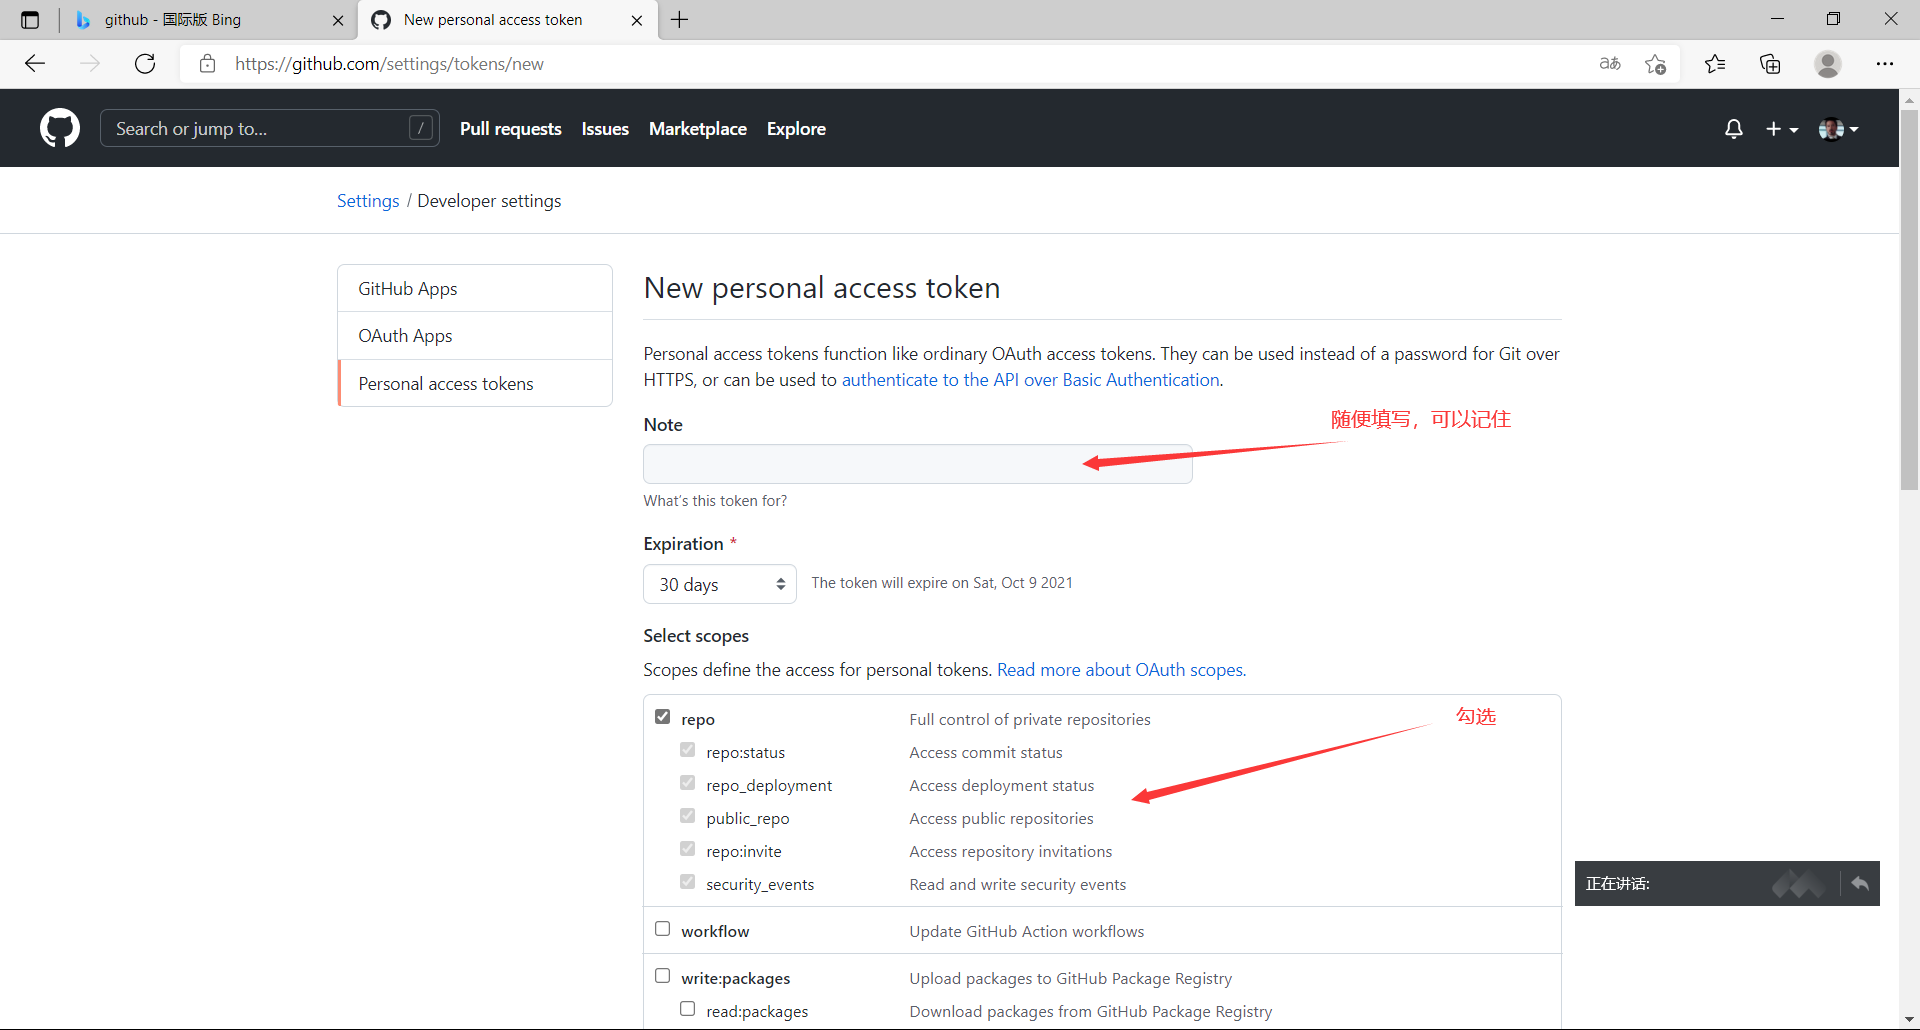 github - 国际版 Bing
New personal access token
https://github.com/settings/tokens/new
Search or jump to... /
Pull requests Issues Marketplace Explore
Settings / Developer settings
GitHub Apps
OAuth Apps
Personal access tokens
New personal access token
Personal access tokens function like ordinary OAuth access tokens. They can be used instead of a password for Git over
HTTPS, or can be used to authenticate to the API over Basic Authentication.
Note
随便填写，可以记住
What's this token for?
Expiration *
30 days The token will expire on Sat, Oct 9 2021
Select scopes
Scopes define the access for personal tokens. Read more about OAuth scopes.
勾选
repo Full control of private repositories
repo:status Access commit status
repo_deployment Access deployment status
public_repo Access public repositories
repo:invite Access repository invitations
security_events Read and write security events
正在讲话:
workflow Update GitHub Action workflows
write:packages Upload packages to GitHub Package Registry
read:packages Download packages from GitHub Package Registry